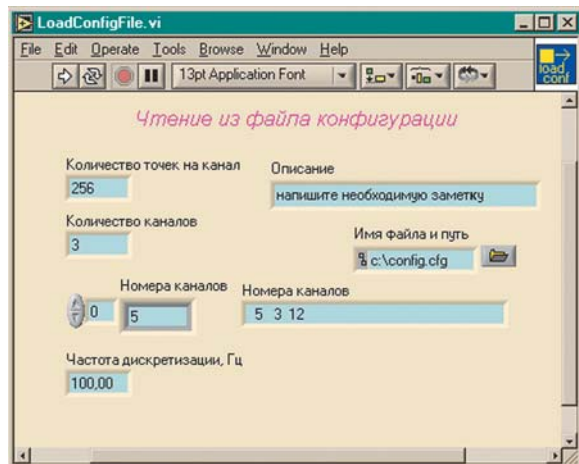 LoadConfigFile.vi
File Edit Operate Tools Browse Window Help
13pt Application Font
load conf
Чтение из файла конфигурации
Количество точек на канал
256
Описание
напишите необходимую заметку
Количество каналов
3
Имя файла и путь
c:\config.cfg
Номера каналов
0 5
Номера каналов
5 3 12
Частота дискретизации, Гц
100,00